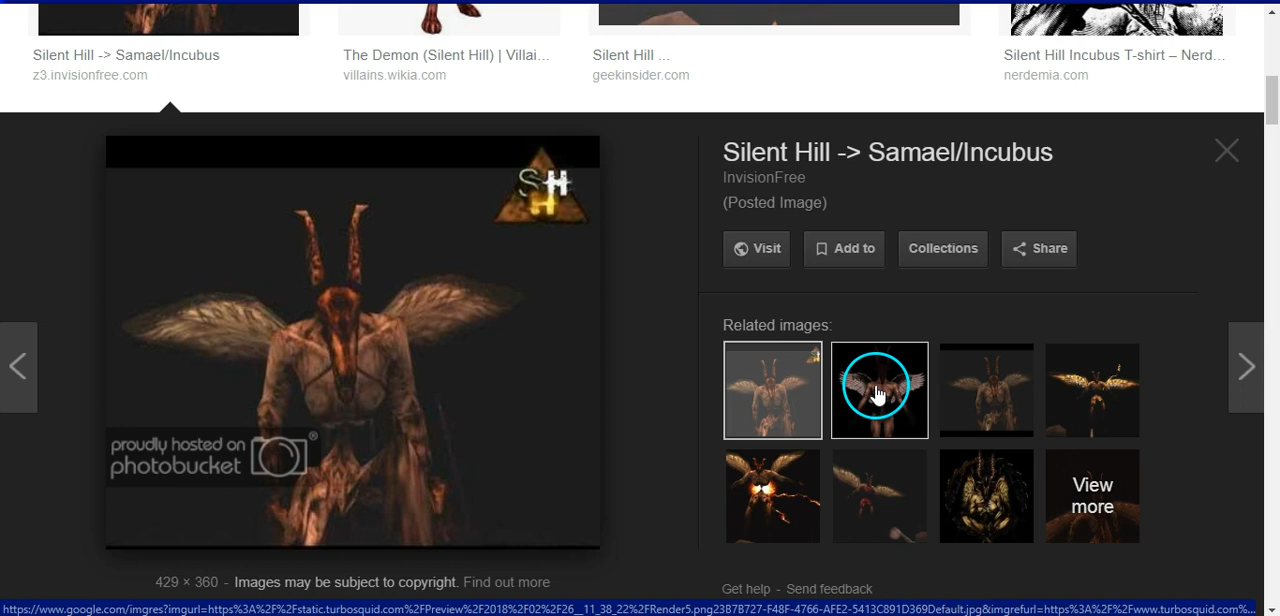 Silent Hill -> Samael/Incubus
z3.invisionfree.com
The Demon (Silent Hill) | Villai...
villains.wikia.com
Silent Hill ...
geekinsider.com
Silent Hill Incubus T-shirt – Nerd...
nerdemia.com
SH
H
proudly hosted on
photobucket ®
429 × 360 - Images may be subject to copyright. Find out more
Silent Hill -> Samael/Incubus
InvisionFree
(Posted Image)
Visit
Add to
Collections
Share
Related images:
View
more
Get help - Send feedback
https://www.google.com/imgres?imgurl=https%3A%2F%2Fstatic.turbosquid.com%2FPreview%2F2018%2F02%2F26__11_38_22%2FRender5.png23B7B727-F48F-4766-AFE2-5413C891D369Default.jpg&imgrefurl=https%3A%2F%2Fwww.turbosquid.com%...